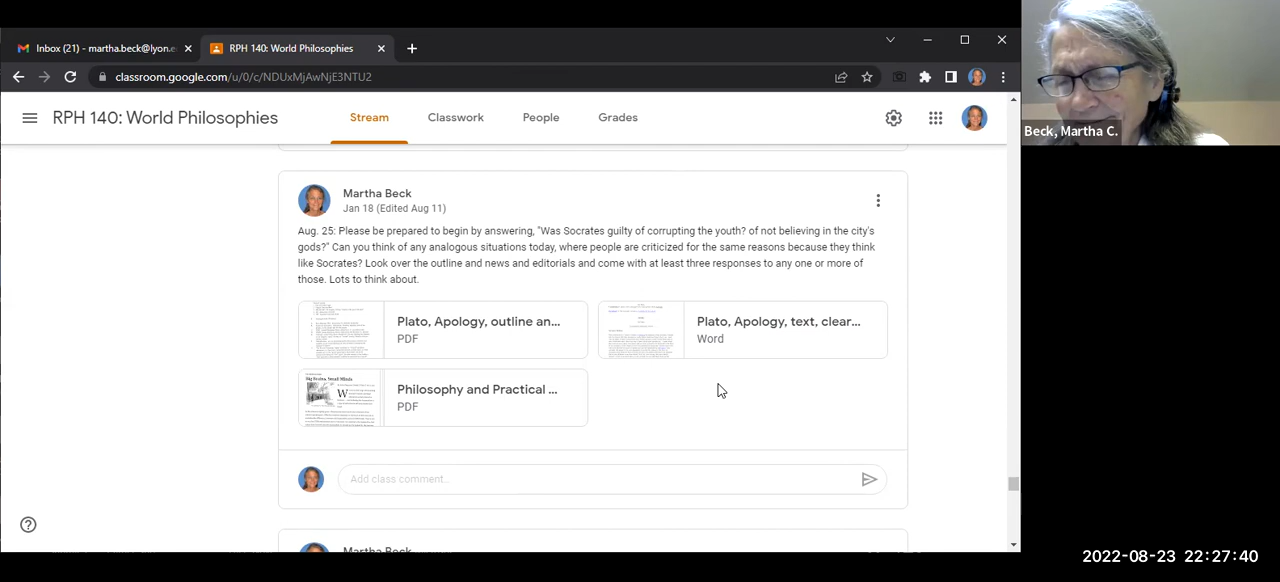 Inbox (21) - martha.beck@lyon.e
RPH 140: World Philosophies
classroom.google.com/u/0/c/NDUxMjAwNjE3NTU2
RPH 140: World Philosophies
Stream
Classwork
People
Grades
Beck, Martha C.
Martha Beck
Jan 18 (Edited Aug 11)
Aug. 25: Please be prepared to begin by answering, "Was Socrates guilty of corrupting the youth? of not believing in the city's
gods?" Can you think of any analogous situations today, where people are criticized for the same reasons because they think
like Socrates? Look over the outline and news and editorials and come with at least three responses to any one or more of
those. Lots to think about.
Plato, Apology, outline an...
PDF
Plato, Apology, text, clear...
Word
Big Brains, Small Minds
Philosophy and Practical ...
PDF
Add class comment...
Martha Beck
2022-08-23 22:27:40